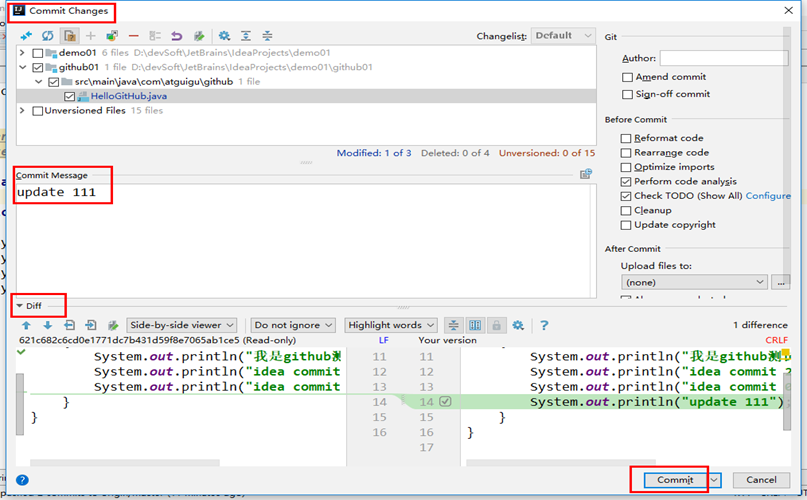 Commit Changes
Changelist: Default
Git
demo01 6 files D:\devSoft\JetBrains\IdeaProjects\demo01
github01 1 file D:\devSoft\JetBrains\IdeaProjects\demo01\github01
src\main\java\com\atguigu\github 1 file
HelloGitHub.java
Unversioned Files 15 files
Author:
Amend commit
Sign-off commit
Before Commit
Reformat code
Rearrange code
Optimize imports
Perform code analysis
Check TODO (Show All) Configure
Cleanup
Update copyright
Modified: 1 of 3 Deleted: 0 of 4 Unversioned: 0 of 15
Commit Message
update 111
After Commit
Upload files to:
(none)
...
Diff
Side-by-side viewer
Do not ignore
Highlight words
?
1 difference
621c682c6cd0e1771dc7b431d59f8e7065ab1ce5 (Read-only) LF
Your version CRLF
System.out.println("我是github测
System.out.println("idea commit
System.out.println("idea commit
}
}
11
12
13
14
15
16
11
12
13
14
15
16
17
System.out.println("我是github测
System.out.println("idea commit 2
System.out.println("idea commit
System.out.println("update 111");
}
}
?
Commit
Cancel